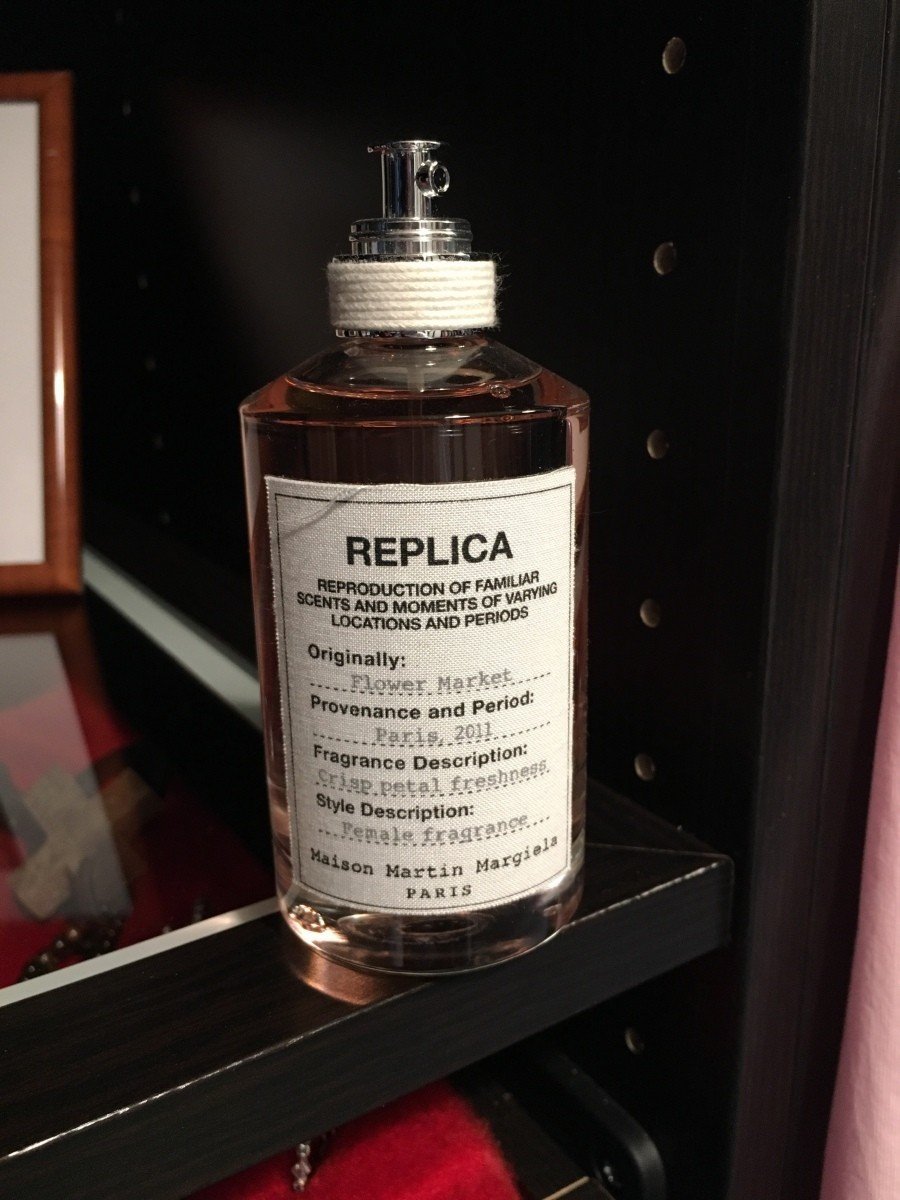 REPLICA
REPRODUCTION OF FAMILIAR
SCENTS AND MOMENTS OF VARYING
LOCATIONS AND PERIODS
Originally:
Flower Market
Provenance and Period:
Paris, 2011
Fragrance Description:
Crisp petal freshness
Style Description:
Female fragrance
Maison Martin Margiela
PARIS